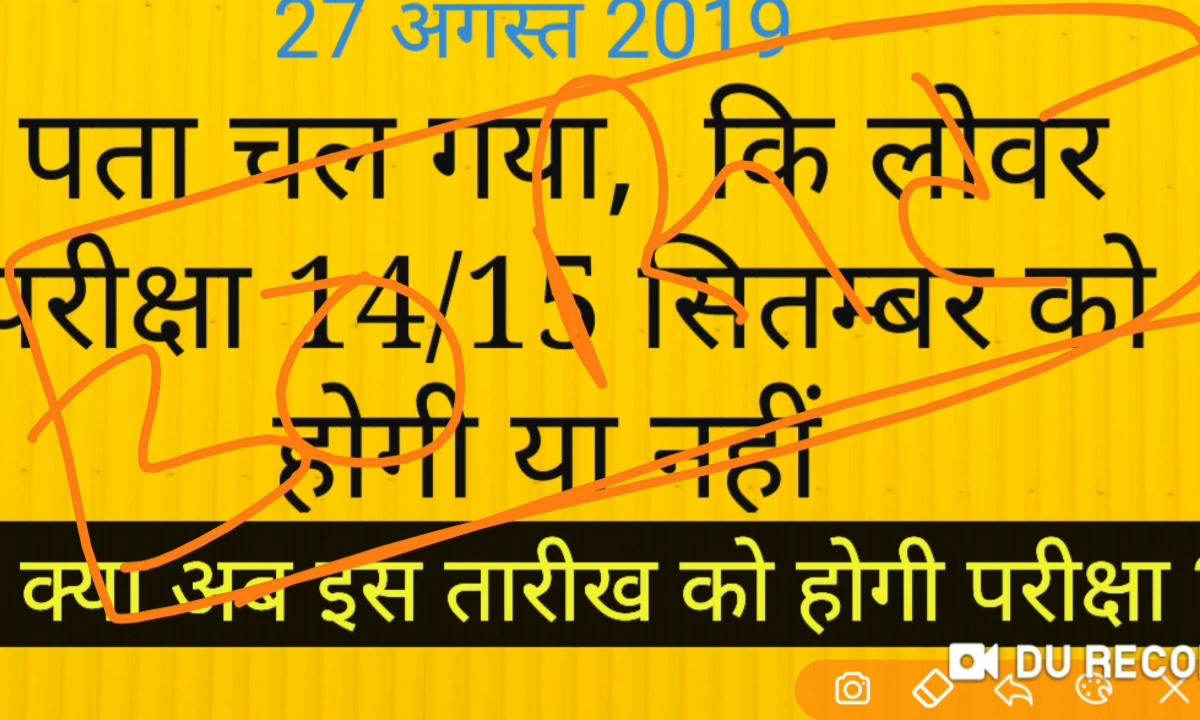 27 अगस्त 2019
पता चल गया, कि लोवर
परीक्षा 14/15 सितम्बर को
होगी या नहीं
क्या अब इस तारीख को होगी परीक्षा ?
DU RECO